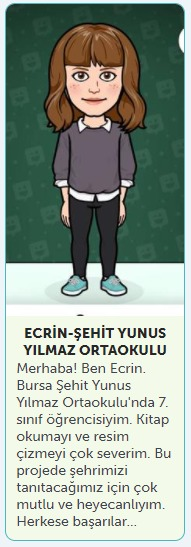 ECRİN-ŞEHİT YUNUS
YILMAZ ORTAOKULU
Merhaba! Ben Ecrin.
Bursa Şehit Yunus
Yılmaz Ortaokulu'nda 7.
sınıf öğrencisiyim. Kitap
okumayı ve resim
çizmeyi çok severim. Bu
projede şehrimizi
tanıtacağımız için çok
mutlu ve heyecanlıyım.
Herkese başarılar...